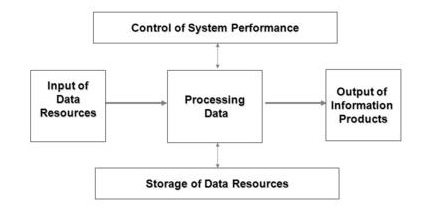 Control of System Performance
Input of
Data
Resources
Processing
Data
Output of
Information
Products
Storage of Data Resources